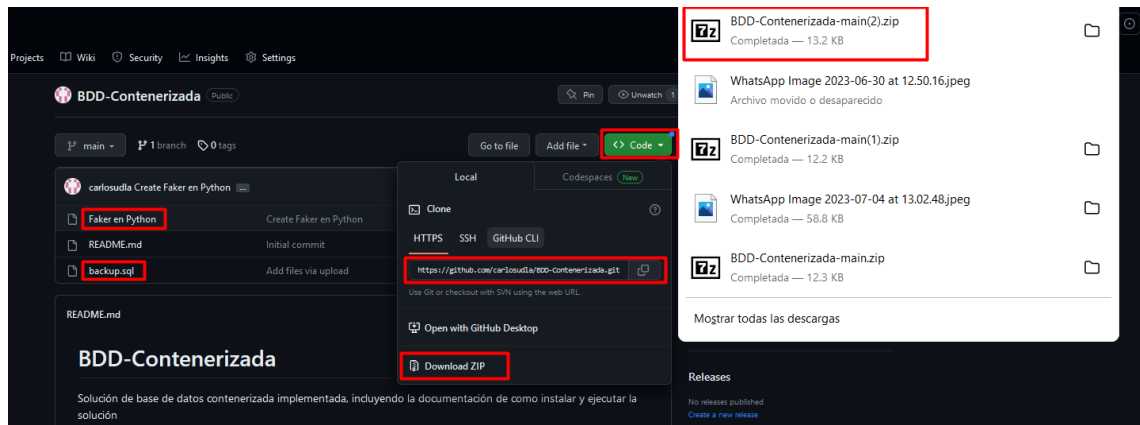 Projects Wiki Security Insights Settings
BDD-Contenerizada Public
Pin Unwatch 1
main 1 branch 0 tags
Go to file Add file <> Code
carlosudla Create Faker en Python ...
Faker en Python Create Faker en Python
README.md Initial commit
backup.sql Add files via upload
README.md
BDD-Contenerizada
Solución de base de datos contenerizada implementada, incluyendo la documentación de como instalar y ejecutar la
solución
Local Codespaces New
Clone
HTTPS SSH GitHub CLI
https://github.com/carlosudla/BDD-Contenerizada.git
Use Git or checkout with SVN using the web URL.
Open with GitHub Desktop
Download ZIP
7z BDD-Contenerizada-main(2).zip
Completada — 13.2 KB
WhatsApp Image 2023-06-30 at 12.50.16.jpeg
Archivo movido o desaparecido
7z BDD-Contenerizada-main(1).zip
Completada — 12.2 KB
WhatsApp Image 2023-07-04 at 13.02.48.jpeg
Completada — 58.8 KB
7z BDD-Contenerizada-main.zip
Completada — 12.3 KB
Mostrar todas las descargas
Releases
No releases published
Create a new release